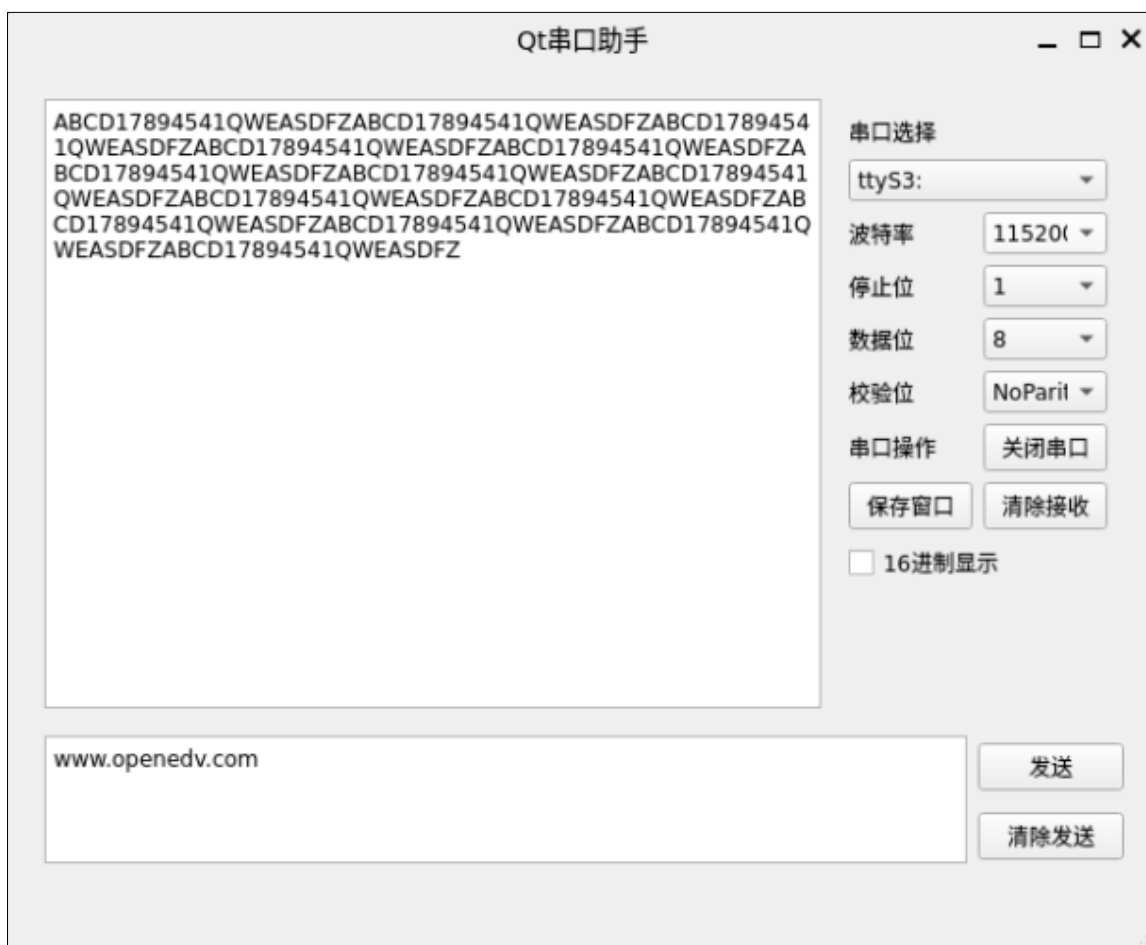 Qt串口助手
ABCD17894541QWEASDFZABCD17894541QWEASDFZABCD1789454
1QWEASDFZABCD17894541QWEASDFZABCD17894541QWEASDFZA
BCD17894541QWEASDFZABCD17894541QWEASDFZABCD17894541
QWEASDFZABCD17894541QWEASDFZABCD17894541QWEASDFZAB
CD17894541QWEASDFZABCD17894541QWEASDFZABCD17894541Q
WEASDFZABCD17894541QWEASDFZ
串口选择
ttyS3:
波特率 11520
停止位 1
数据位 8
校验位 NoParit
串口操作 关闭串口
保存窗口 清除接收
16进制显示
www.openedv.com
发送
清除发送